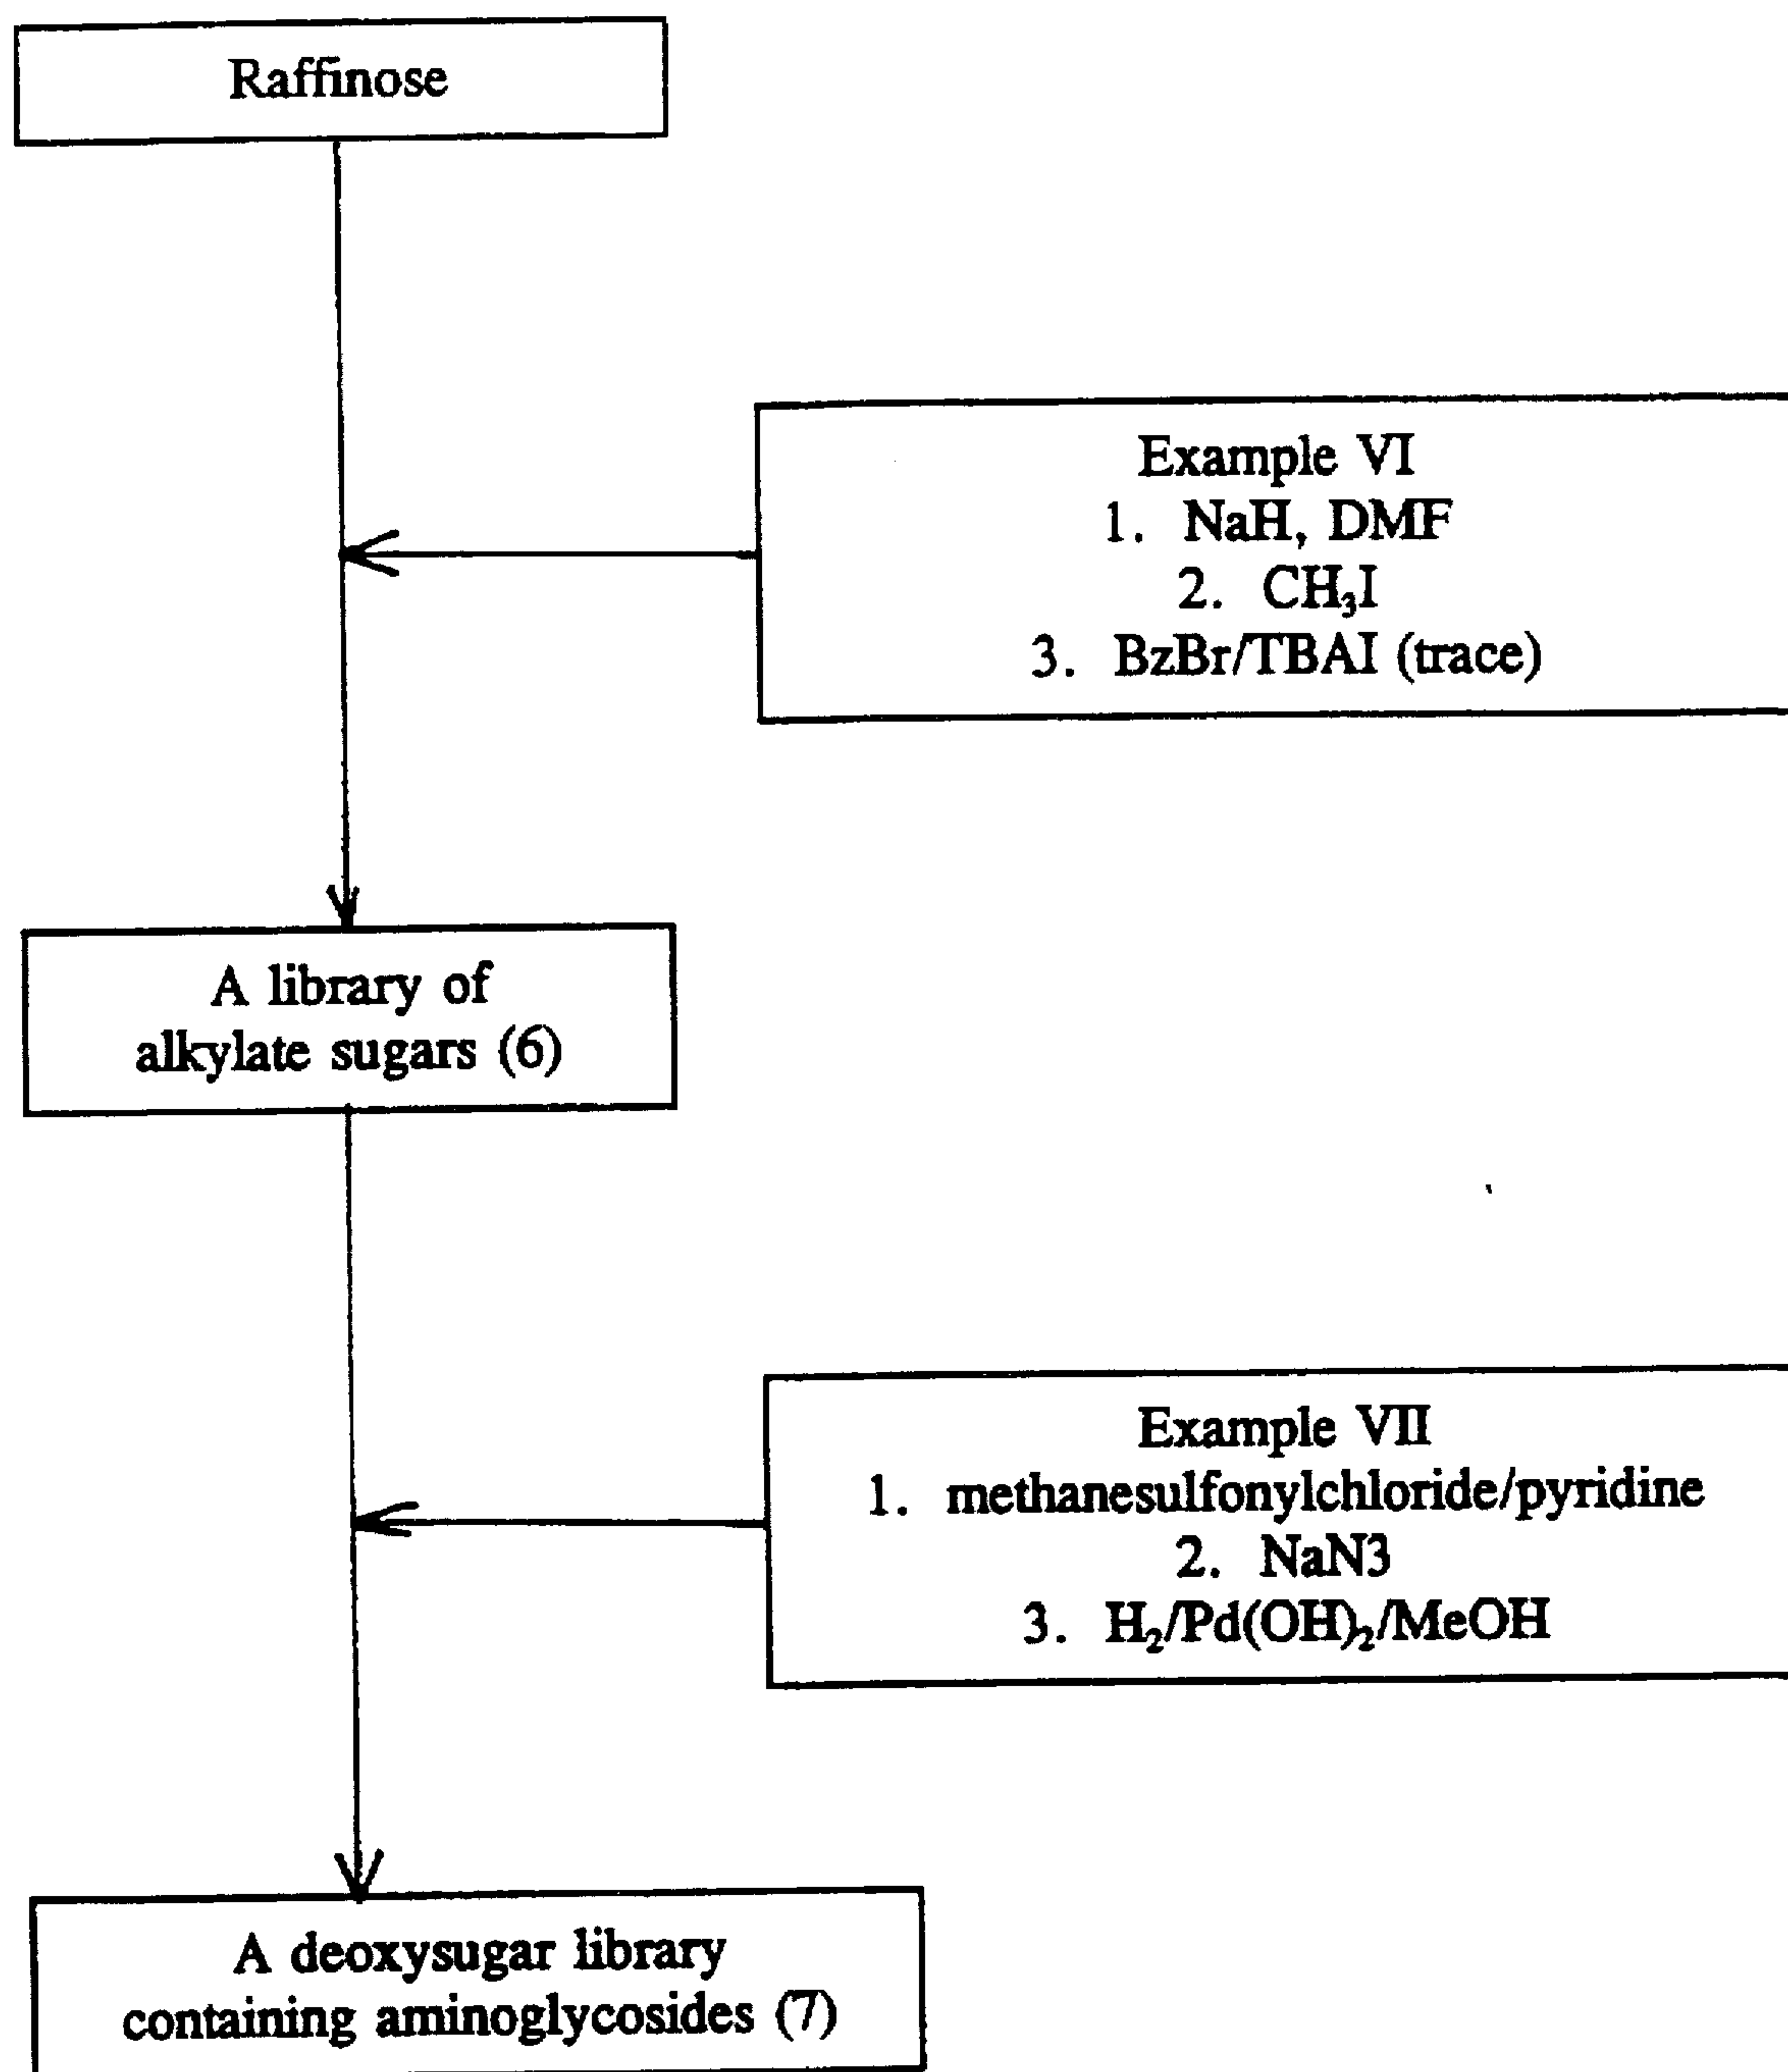 Raffinose
Example VI
1. NaH, DMF
2. CH₃I
3. BzBr/TBAI (trace)
A library of
alkylate sugars (6)
Example VII
1. methanesulfonylchloride/pyridine
2. NaN3
3. H₂/Pd(OH)₂/MeOH
A deoxysugar library
containing aminoglycosides (7)